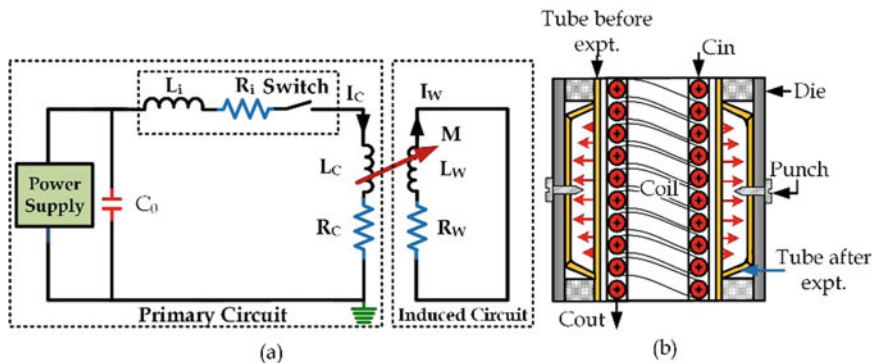 Tube before
expt.
Cin
Li
Ri
Switch
IC
IW
M
Die
Power
Supply
C0
LC
LW
Coil
Punch
RC
RW
Tube after
expt.
Primary Circuit
Induced Circuit
Cout
(a)
(b)